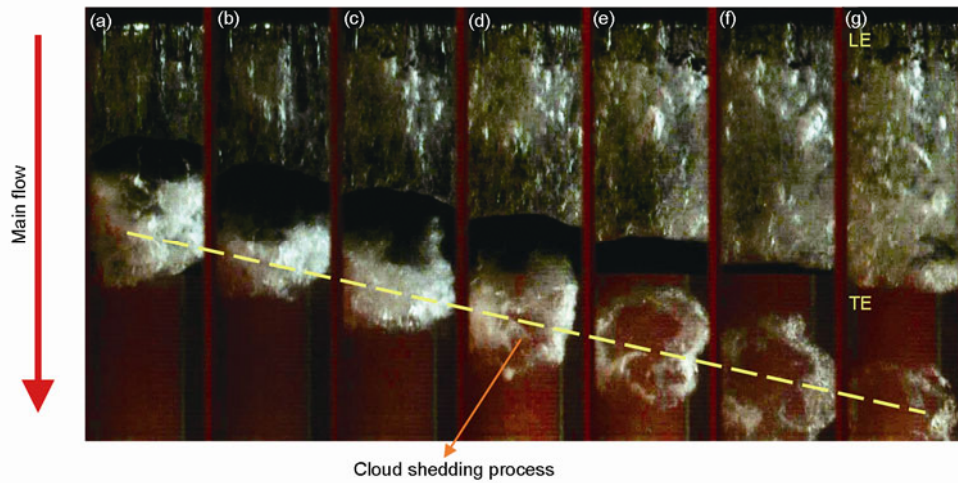 (a) (b) (c) (d) (e) (f) (g)
LE
Main flow
TE
Cloud shedding process